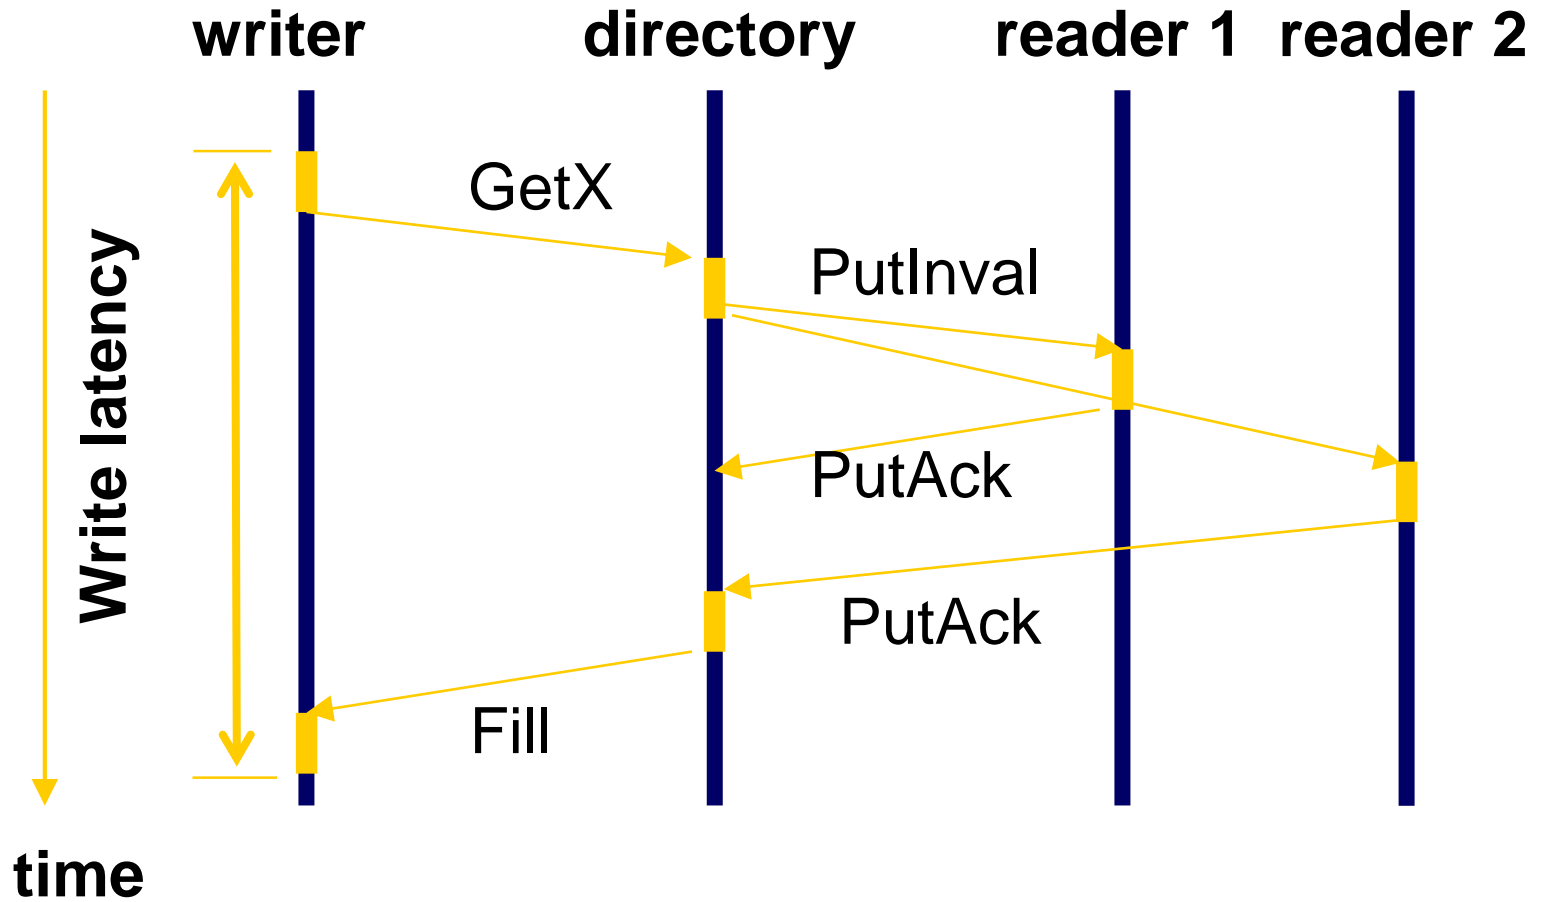 writer
directory
reader 1
reader 2
GetX
PutInval
Write latency
PutAck
PutAck
Fill
time